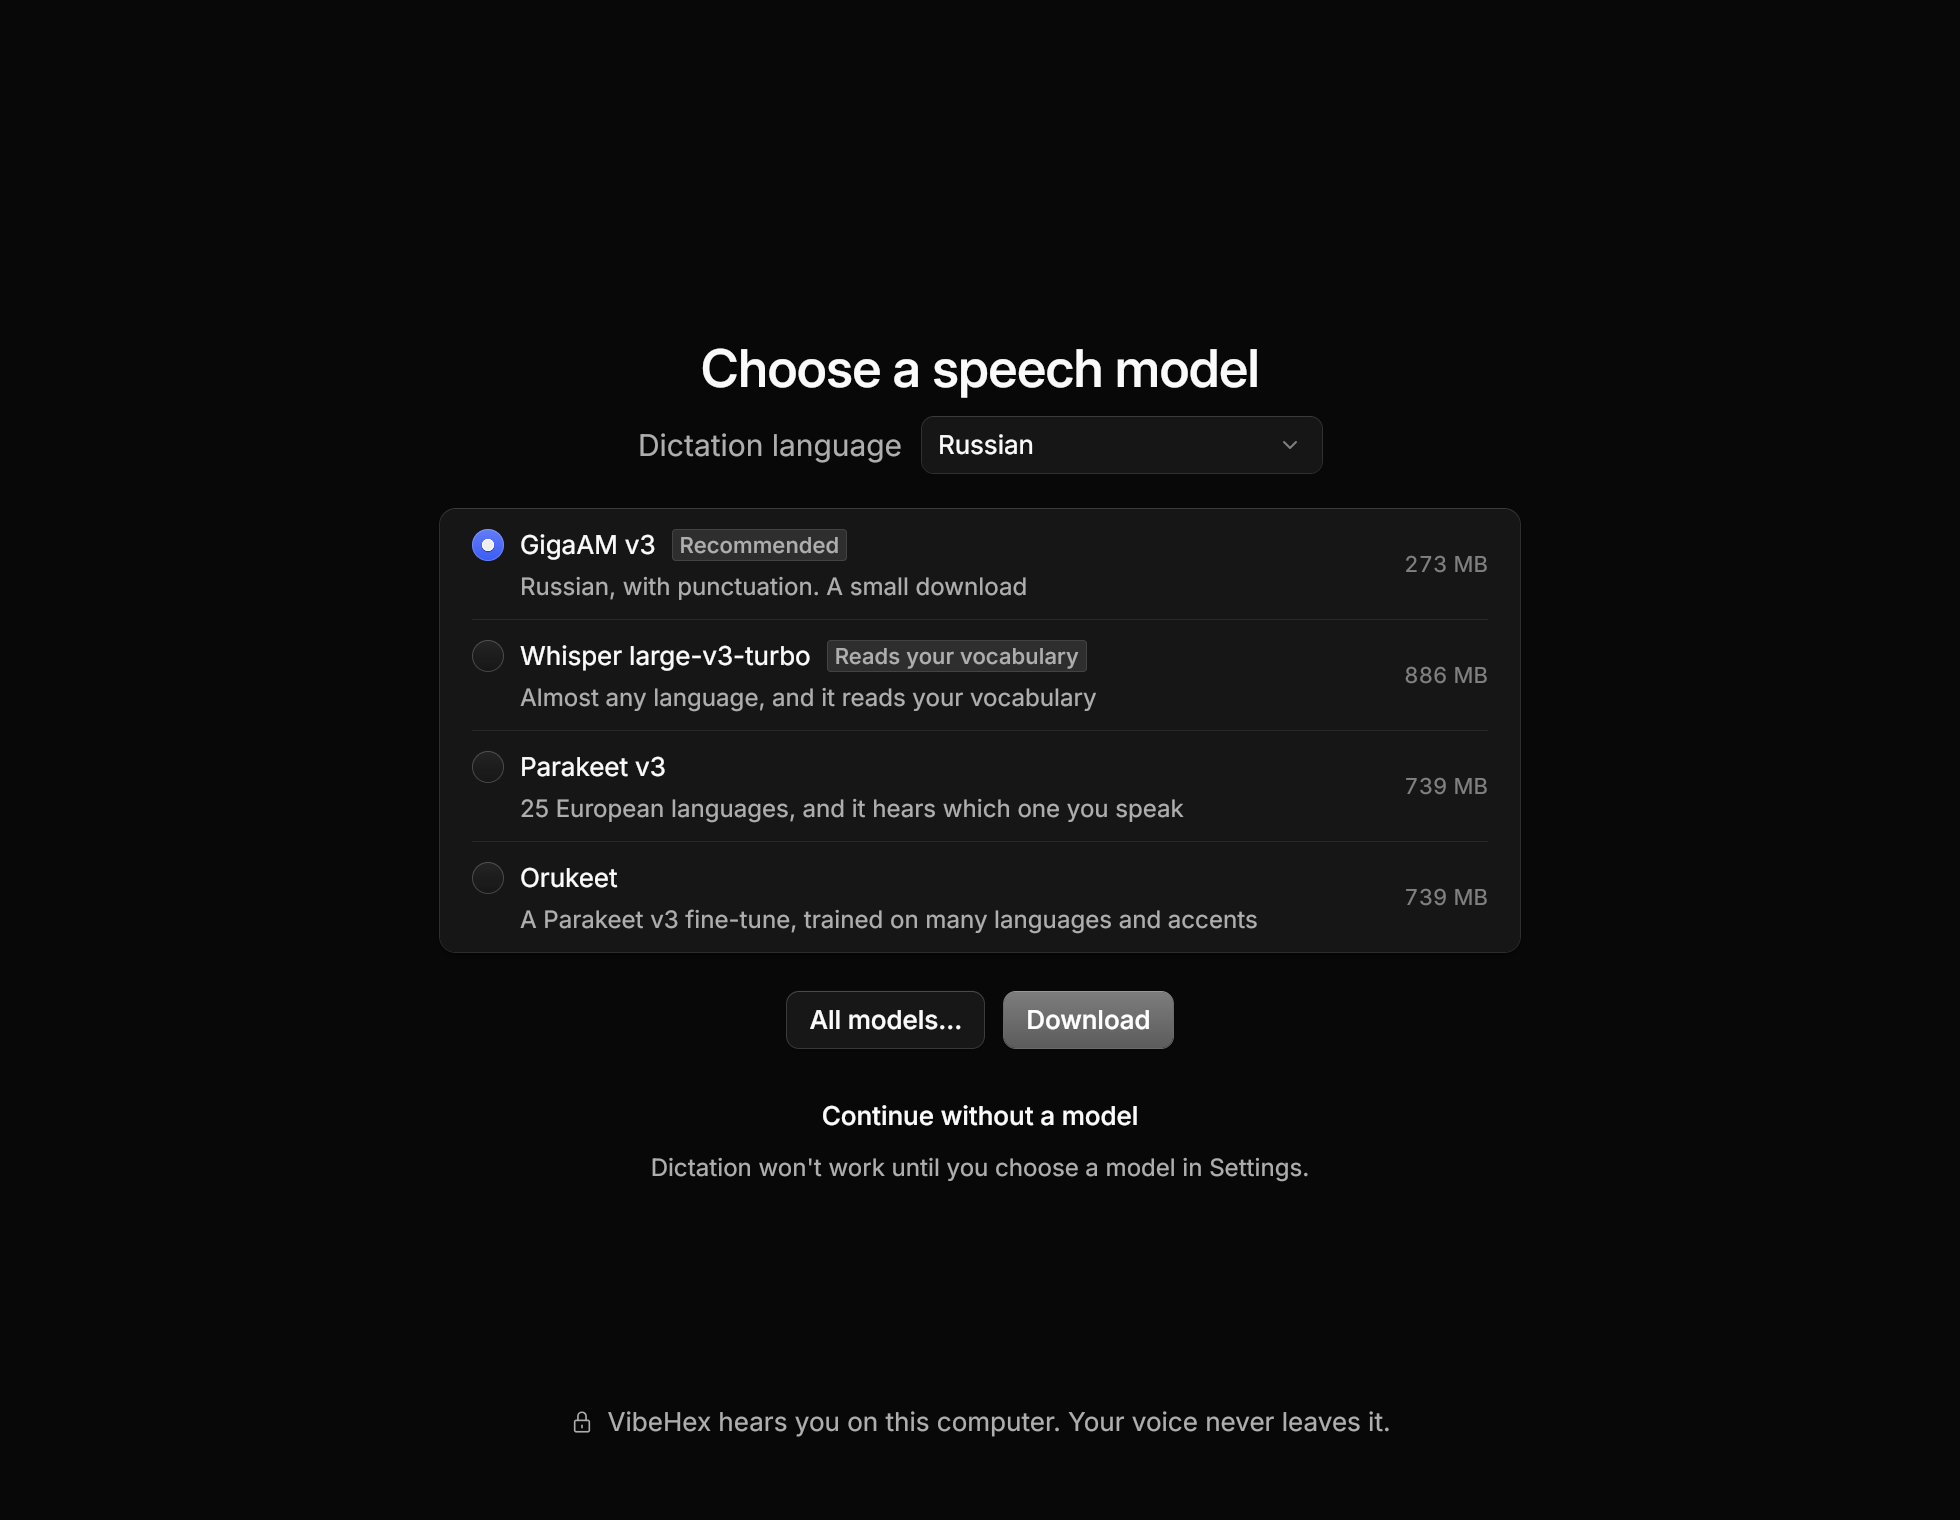 Choose a speech model
Dictation language Russian
GigaAM v3 Recommended
273 MB
Russian, with punctuation. A small download
Whisper large-v3-turbo Reads your vocabulary
886 MB
Almost any language, and it reads your vocabulary
Parakeet v3
739 MB
25 European languages, and it hears which one you speak
Orukeet
739 MB
A Parakeet v3 fine-tune, trained on many languages and accents
All models... Download
Continue without a model
Dictation won't work until you choose a model in Settings.
VibeHex hears you on this computer. Your voice never leaves it.